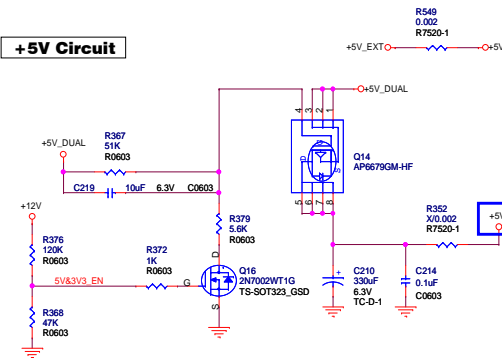 R549
0.002
R7520-1
+5V_EXT
+5V
+5V Circuit
+5V_DUAL
4
3
2
1
+5V_DUAL
R367
51K
R0603
D
S
Q14
AP6679GM-HF
C219
10uF
6.3V
C0603
5
6
7
8
+12V
R379
5.6K
R0603
R352
X/0.002
R7520-1
+5V
R376
120K
R0603
R372
1K
R0603
D
Q16
2N7002WT1G
TS-SOT323_GSD
5V&3V3_EN
G
S
C210
330uF
6.3V
TC-D-1
C214
0.1uF
C0603
R368
47K
R0603